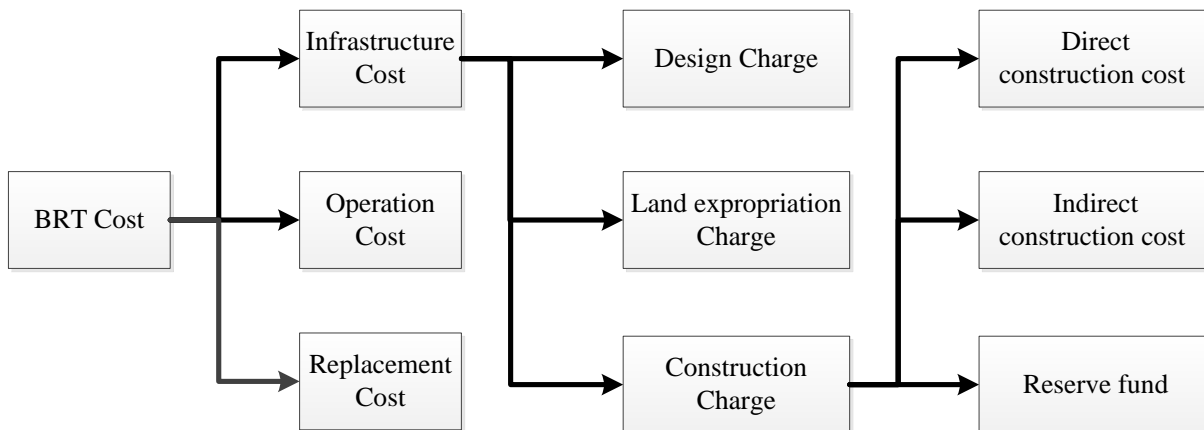 Infrastructure
Cost
Design Charge
Direct
construction cost
BRT Cost
Operation
Cost
Land expropriation
Charge
Indirect
construction cost
Replacement
Cost
Construction
Charge
Reserve fund